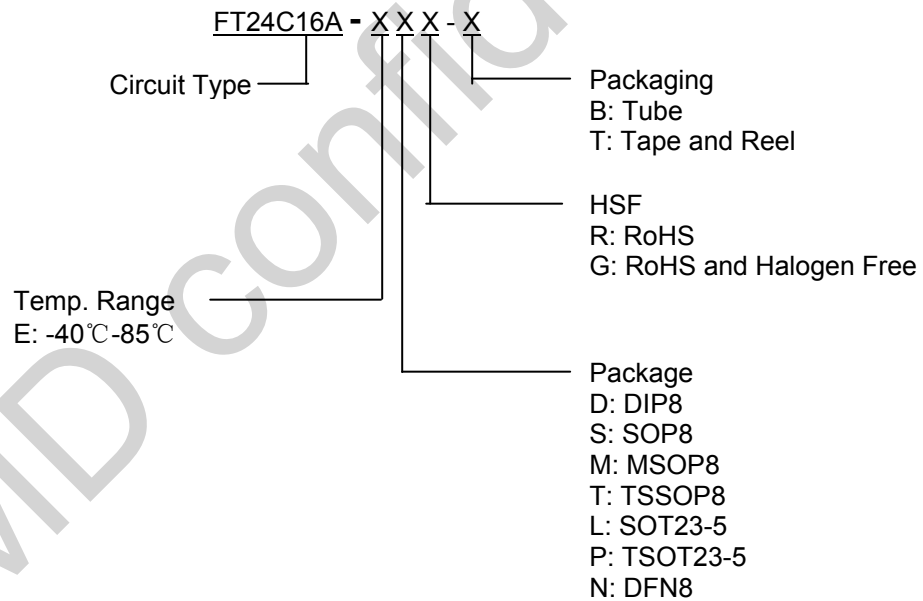 FT24C16A - X X X - X
Circuit Type
Packaging
B: Tube
T: Tape and Reel
HSF
R: RoHS
G: RoHS and Halogen Free
Temp. Range
E: -40℃-85℃
Package
D: DIP8
S: SOP8
M: MSOP8
T: TSSOP8
L: SOT23-5
P: TSOT23-5
N: DFN8